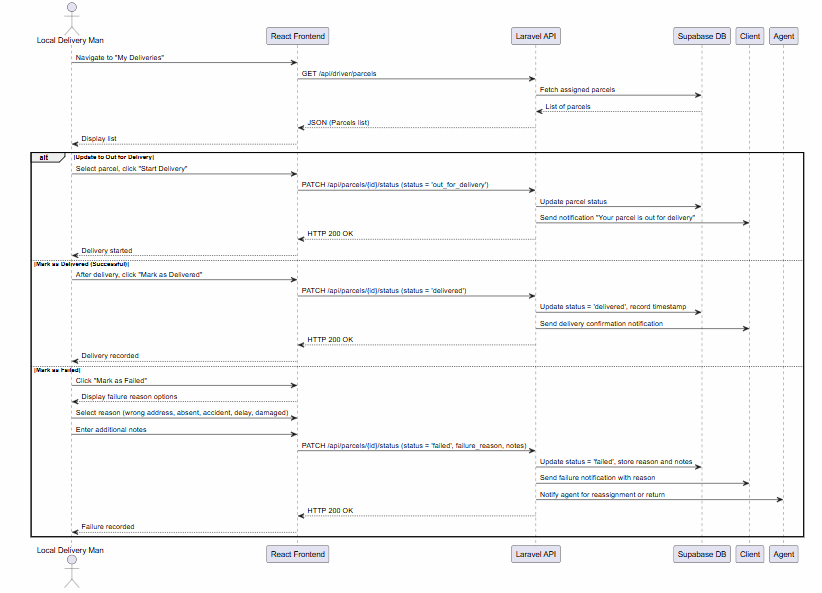 Local Delivery Man
React Frontend
Laravel API
Supabase DB
Client
Agent
Navigate to "My Deliveries"
GET /api/driver/parcels
Fetch assigned parcels
List of parcels
JSON (Parcels list)
Display list
alt
[Update to Out for Delivery]
Select parcel, click "Start Delivery"
PATCH /api/parcels/{id}/status (status = 'out_for_delivery')
Update parcel status
Send notification "Your parcel is out for delivery"
HTTP 200 OK
Delivery started
[Mark as Delivered (Successful)]
After delivery, click "Mark as Delivered"
PATCH /api/parcels/{id}/status (status = 'delivered')
Update status = 'delivered', record timestamp
Send delivery confirmation notification
HTTP 200 OK
Delivery recorded
[Mark as Failed]
Click "Mark as Failed"
Display failure reason options
Select reason (wrong address, absent, accident, delay, damaged)
Enter additional notes
PATCH /api/parcels/{id}/status (status = 'failed', failure_reason, notes)
Update status = 'failed', store reason and notes
Send failure notification with reason
Notify agent for reassignment or return
HTTP 200 OK
Failure recorded
Local Delivery Man
React Frontend
Laravel API
Supabase DB
Client
Agent